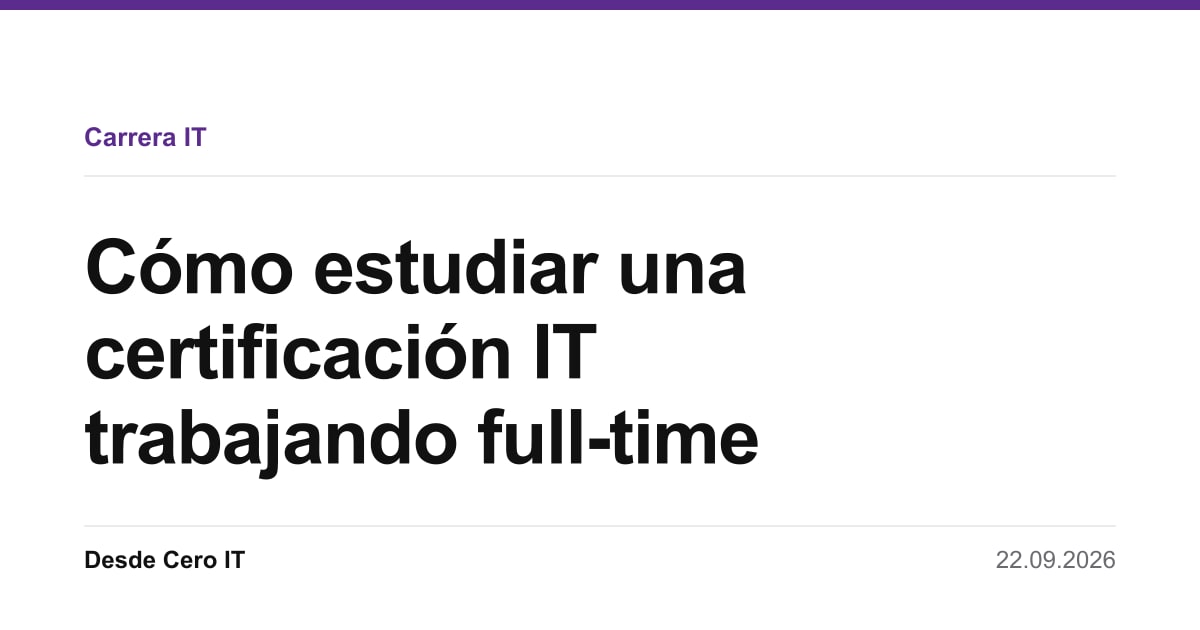 Carrera IT
Cómo estudiar una
certificación IT
trabajando full-time
Desde Cero IT
22.09.2026